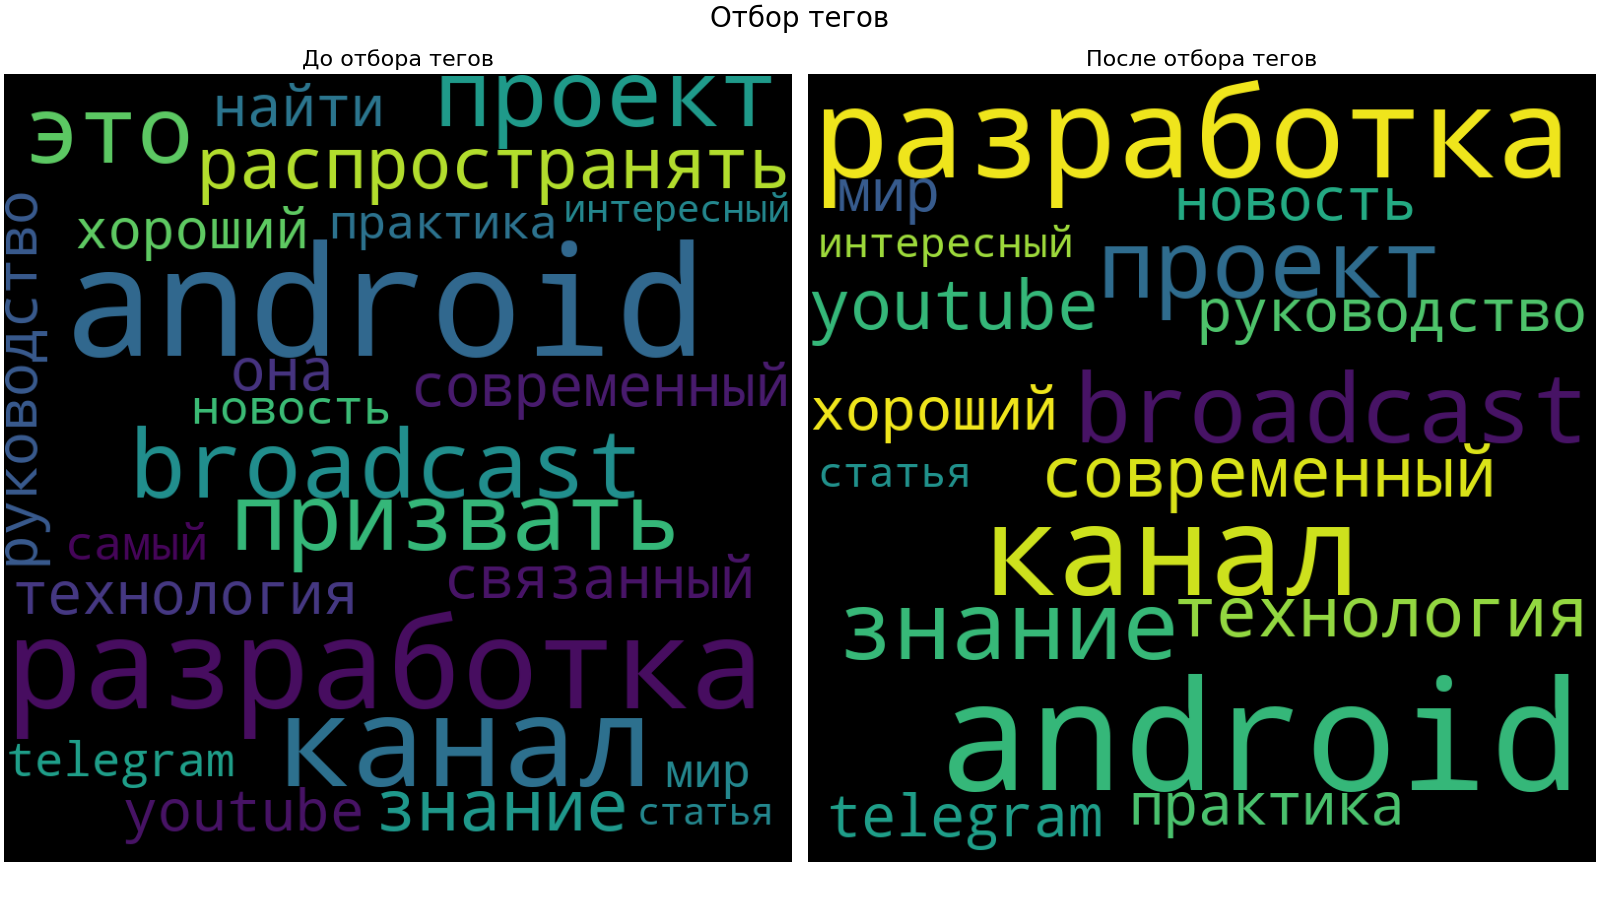 Отбор тегов
До отбора тегов
проект
найти
это
распространять
руководство
хороший
практика
интересный
android
она
современный
новость
broadcast
призвать
самый
связанный
технология
разработка
канал
telegram
мир
youtube
знание
статья
После отбора тегов
разработка
мир
новость
интересный
проект
youtube
руководство
хороший
broadcast
современный
статья
канал
знание
технология
android
telegram
практика